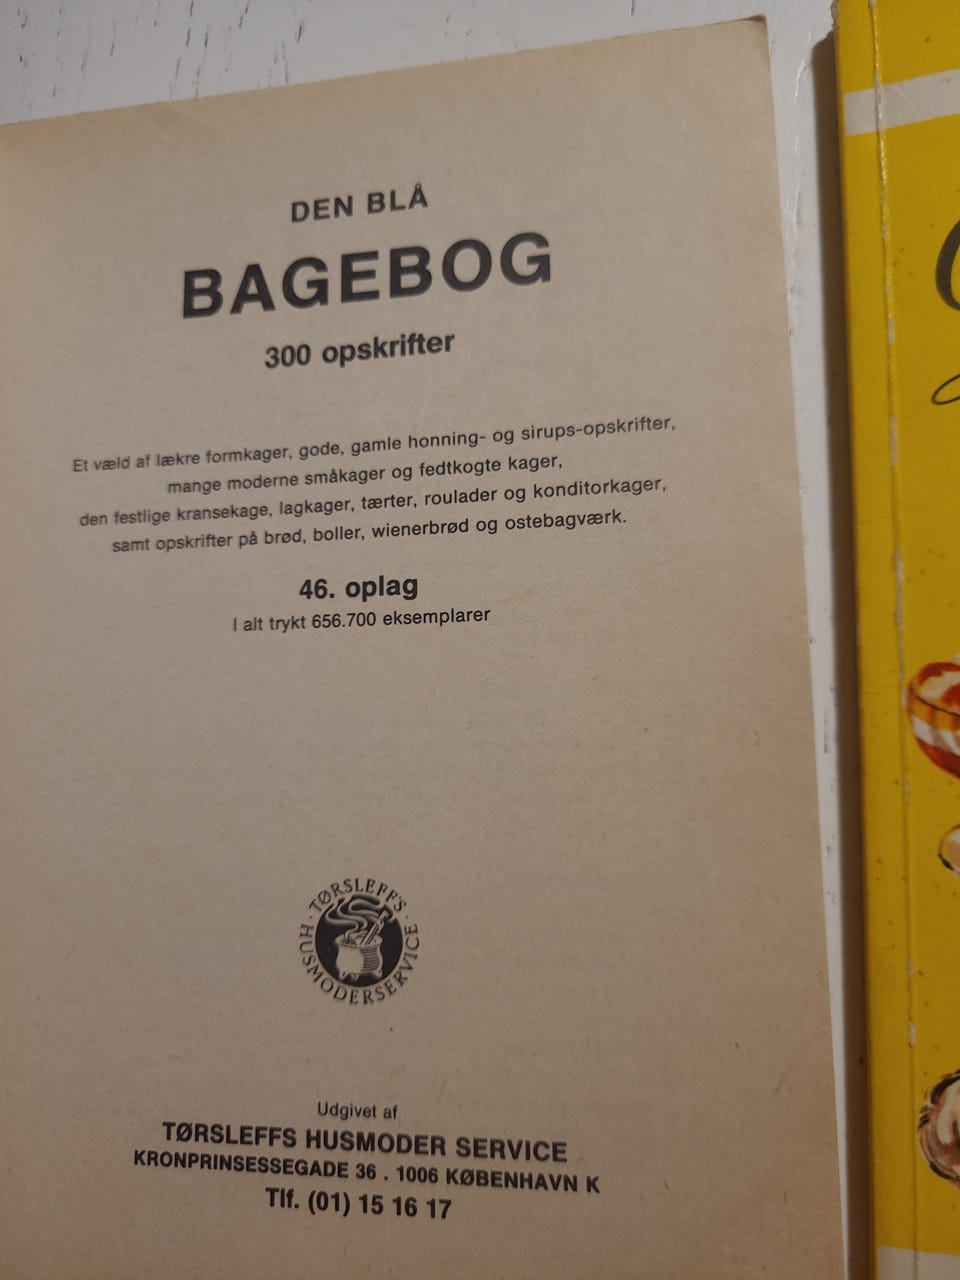 DEN BLÅ
BAGEBOG
300 opskrifter
Et væld af lækre formkager, gode, gamle honning- og sirups-opskrifter,
mange moderne småkager og fedtkogte kager,
den festlige kransekage, lagkager, tærter, roulader og konditorkager,
samt opskrifter på brød, boller, wienerbrød og ostebagværk.
46. oplag
I alt trykt 656.700 eksemplarer
· TØRSLEFF'S ·
HUSMODERSERVICE
Udgivet af
TØRSLEFFS HUSMODER SERVICE
KRONPRINSESSEGADE 36 . 1006 KØBENHAVN K
Tlf. (01) 15 16 17